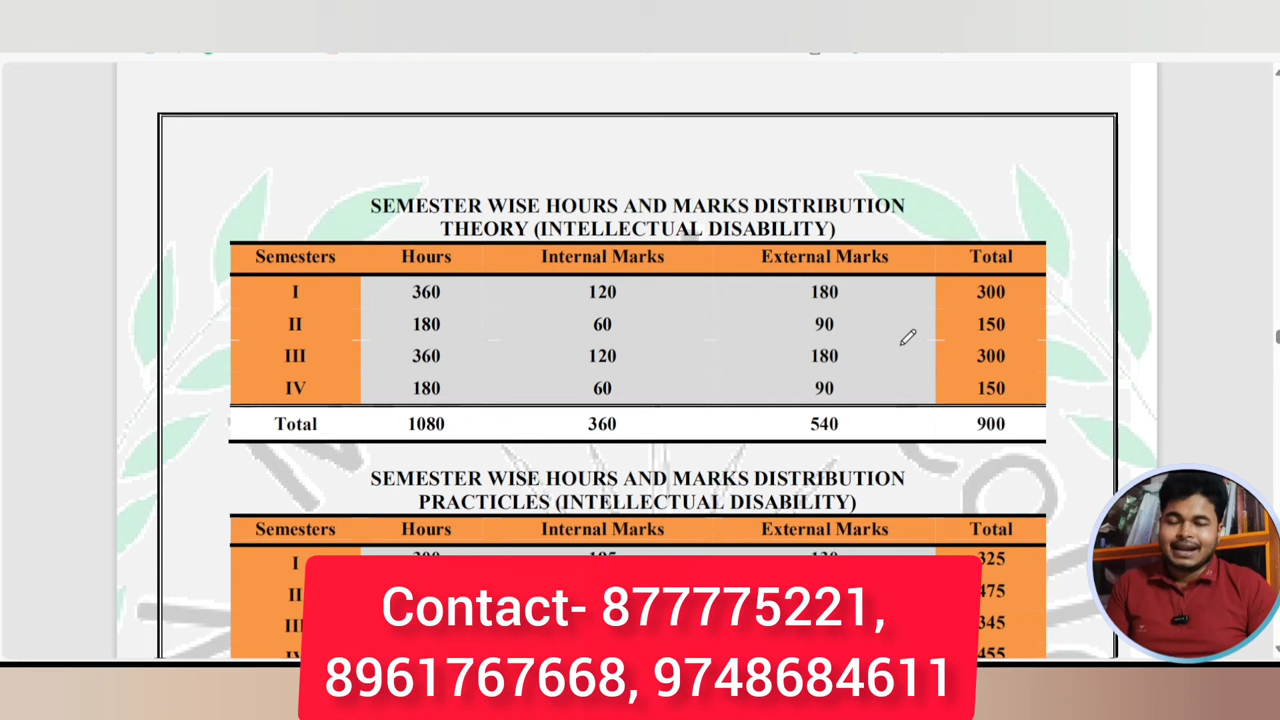 SEMESTER WISE HOURS AND MARKS DISTRIBUTION
THEORY (INTELLECTUAL DISABILITY)
Semesters Hours Internal Marks External Marks Total
I 360 120 180 300
II 180 60 90 150
III 360 120 180 300
IV 180 60 90 150
Total 1080 360 540 900
SEMESTER WISE HOURS AND MARKS DISTRIBUTION
PRACTICLES (INTELLECTUAL DISABILITY)
Semesters Hours Internal Marks External Marks Total
I 325
II 475
III 345
IV 455
Contact- 877775221,
8961767668, 9748684611